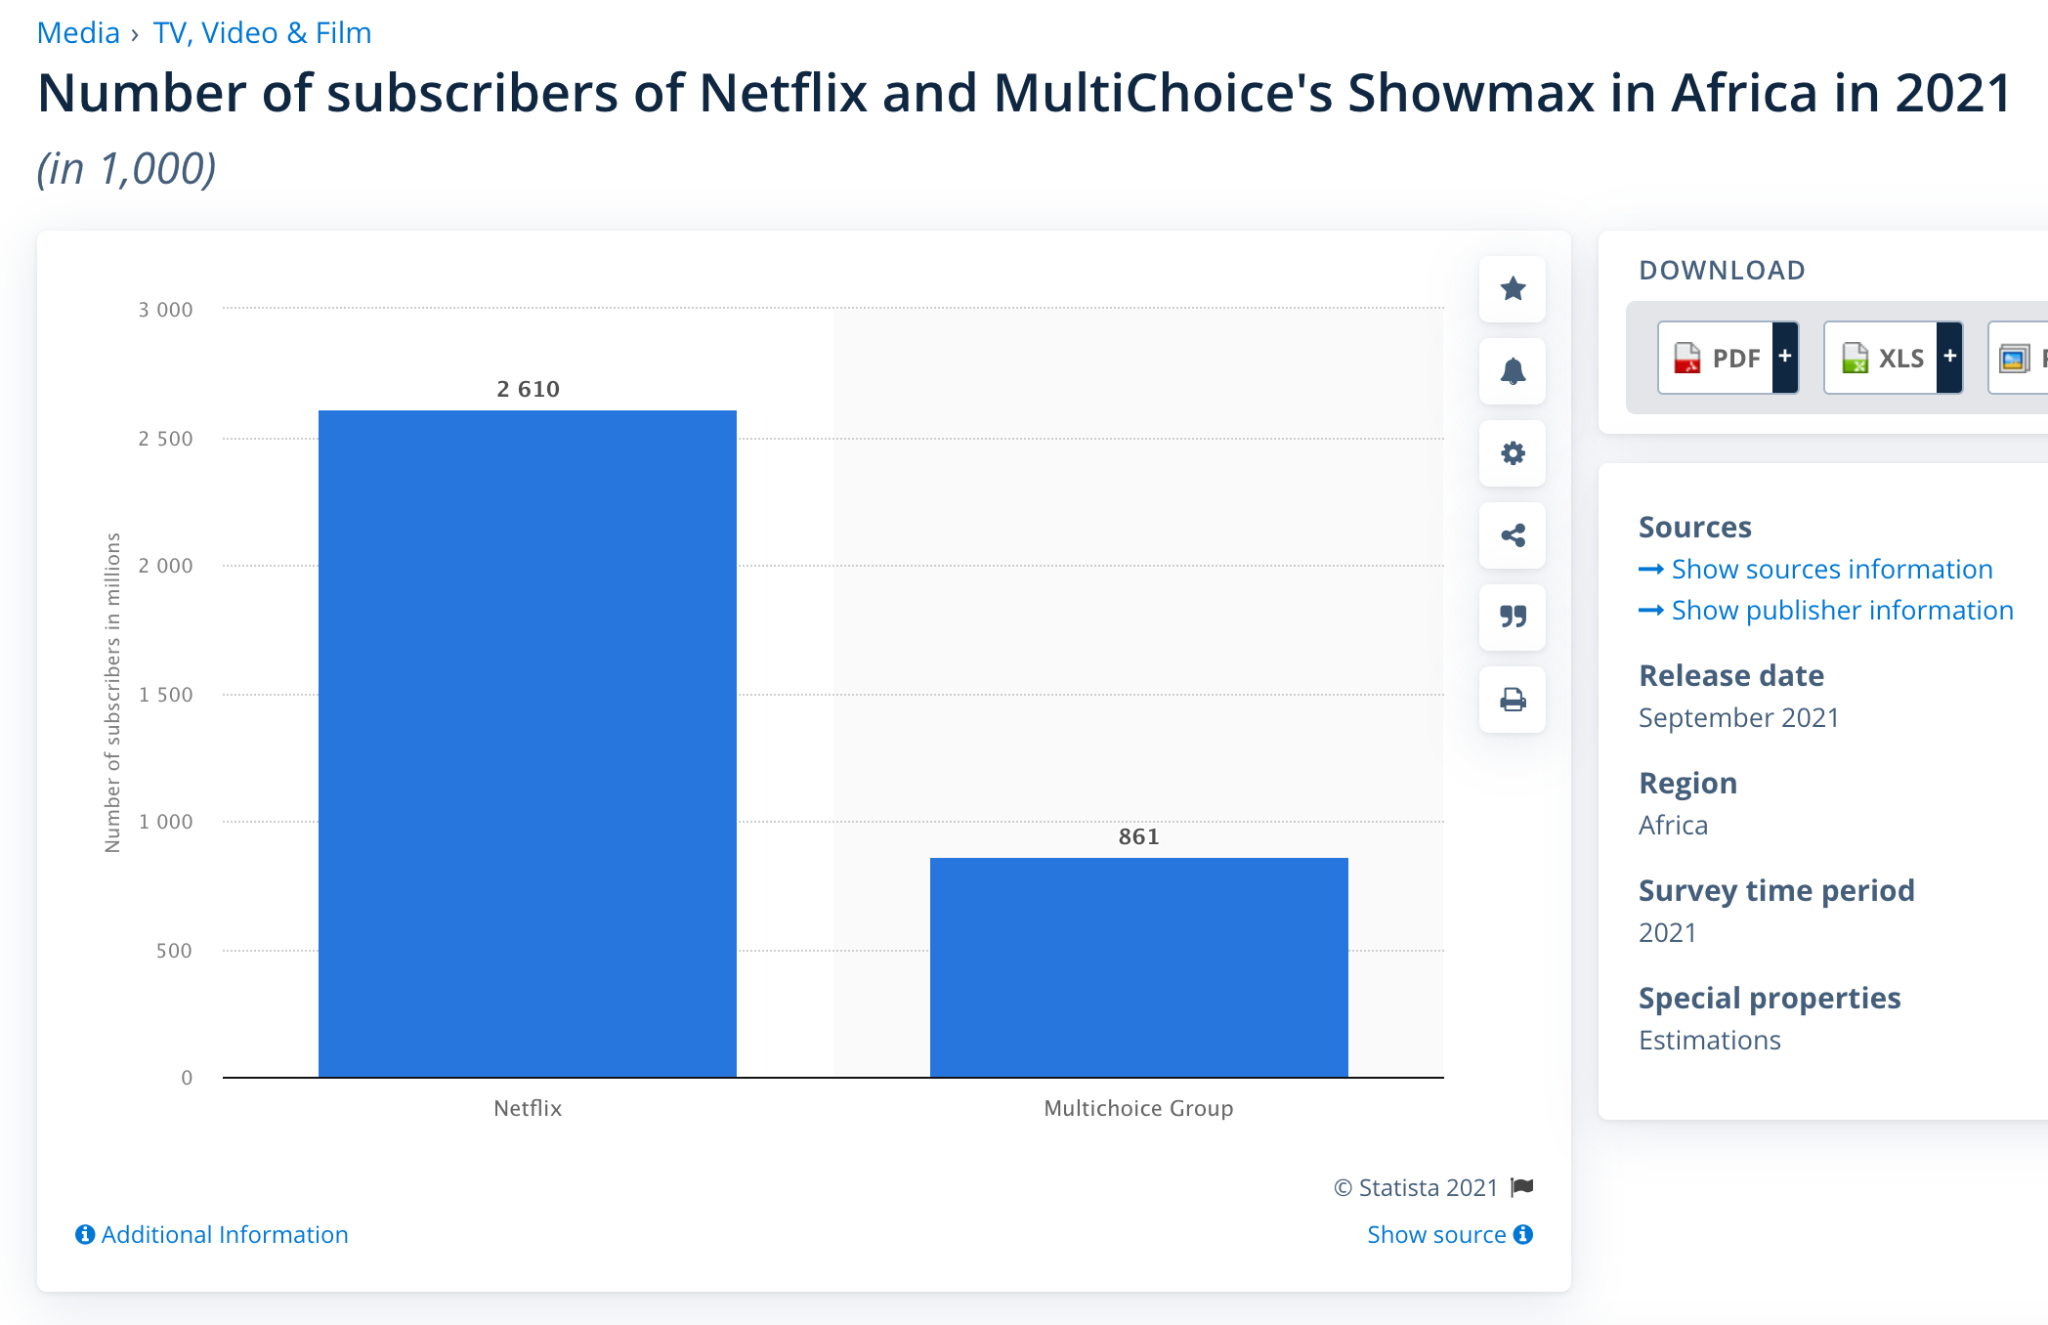 Media › TV, Video & Film
Number of subscribers of Netflix and MultiChoice's Showmax in Africa in 2021
(in 1,000)
Number of subscribers in millions
3 000
2 500
2 000
1 500
1 000
500
0
2 610
861
Netflix
Multichoice Group
© Statista 2021
Additional Information
Show source
DOWNLOAD
PDF +
XLS +
Sources
Show sources information
Show publisher information
Release date
September 2021
Region
Africa
Survey time period
2021
Special properties
Estimations